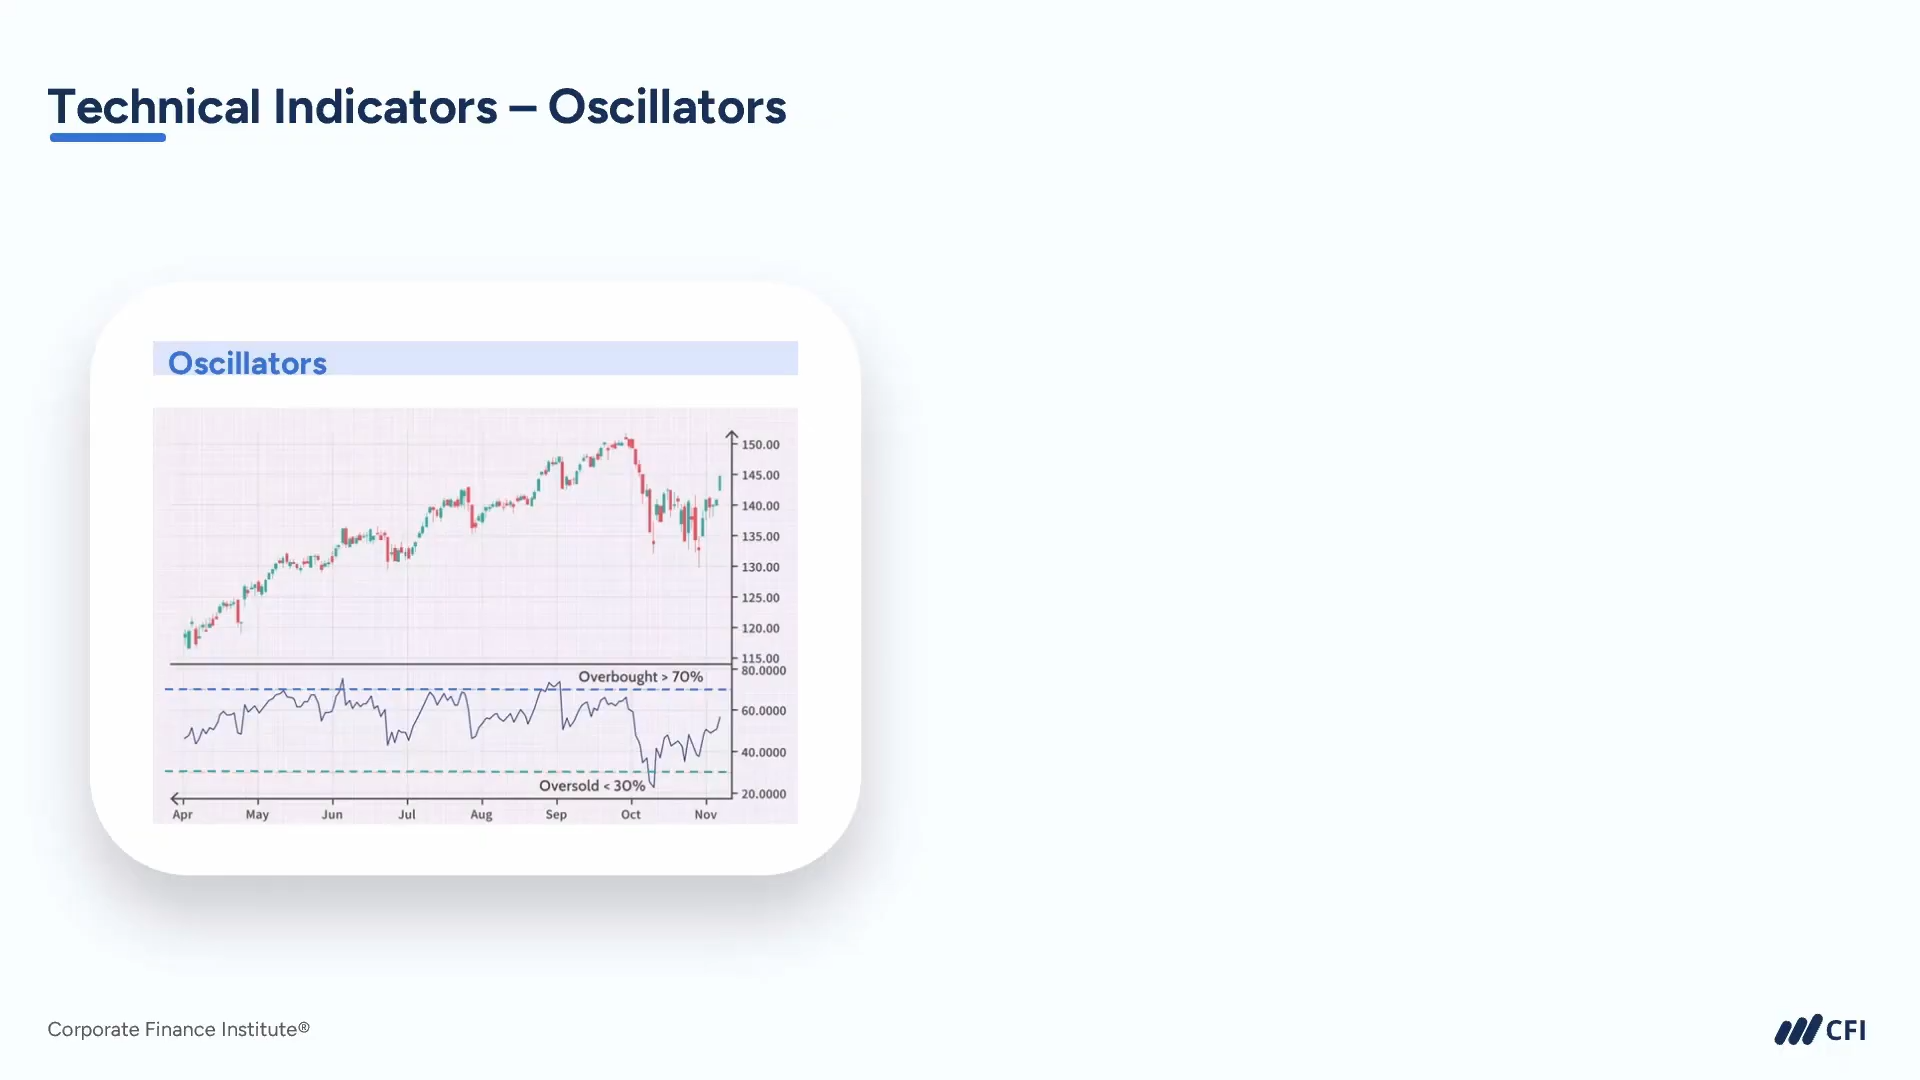 Technical Indicators – Oscillators
Oscillators
150.00
145.00
140.00
135.00
130.00
125.00
120.00
115.00
Overbought > 70%
80.0000
60.0000
40.0000
Oversold < 30%
20.0000
Apr May Jun Jul Aug Sep Oct Nov
Corporate Finance Institute®
CFI